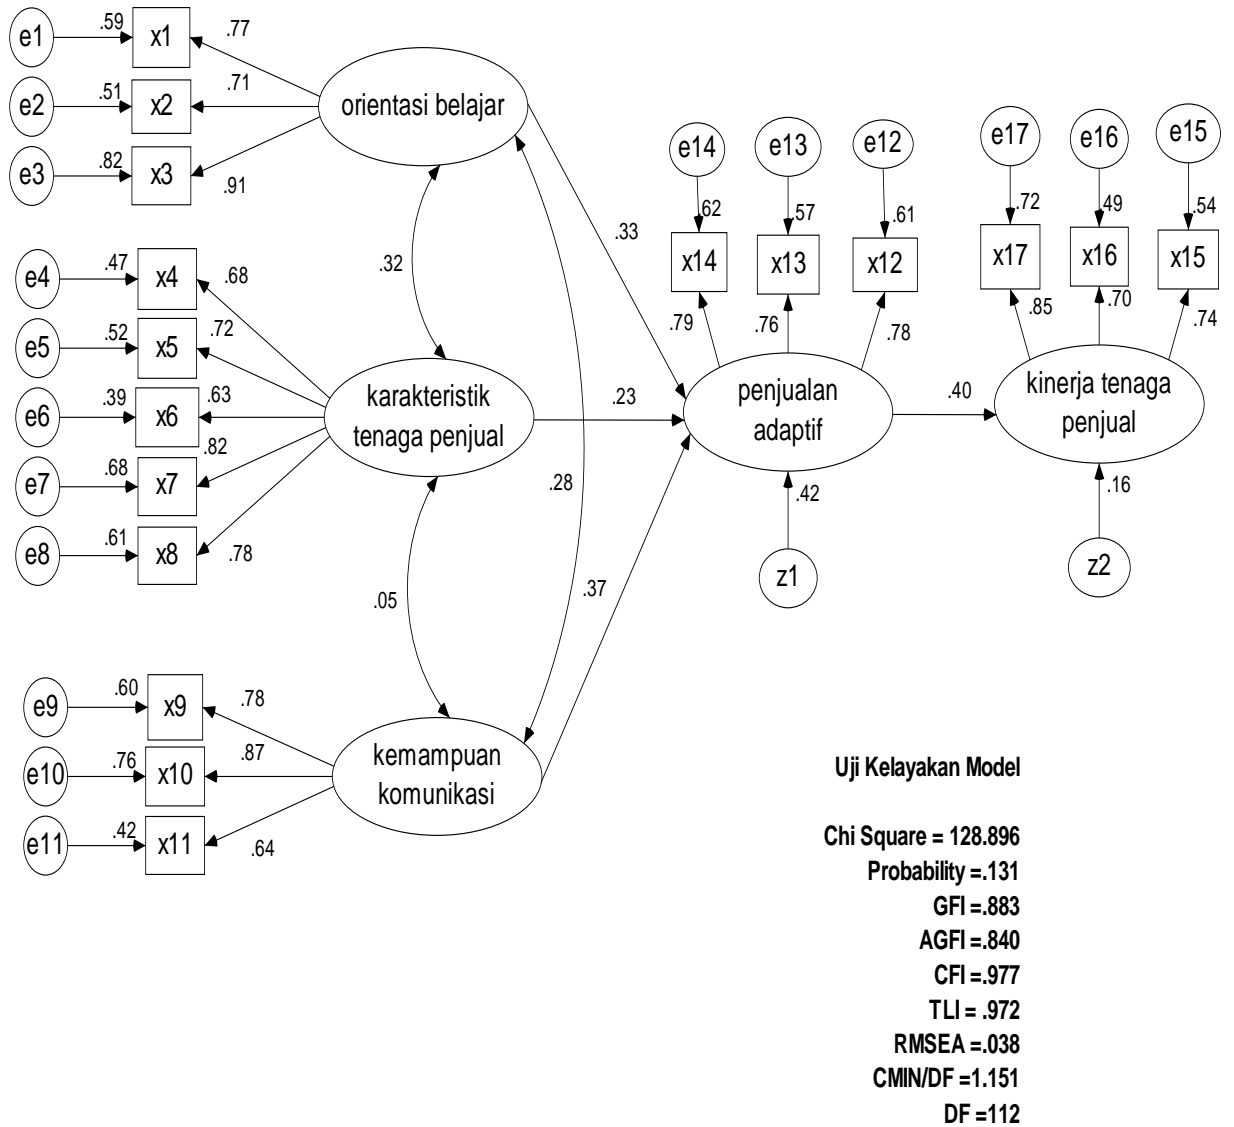 e1 .59 x1 .77
e2 .51 x2 .71
e3 .82 x3 .91
orientasi belajar
e4 .47 x4 .68
e5 .52 x5 .72
e6 .39 x6 .63
e7 .68 x7 .82
e8 .61 x8 .78
karakteristik
tenaga penjual
e9 .60 x9 .78
e10 .76 x10 .87
e11 .42 x11 .64
kemampuan
komunikasi
.32
.28
.05
.33
.23
.37
e14 e13 e12
.62 .57 .61
x14 x13 x12
.79 .76 .78
penjualan
adaptif
.42
z1
.40
e17 e16 e15
.72 .49 .54
x17 x16 x15
.85 .70 .74
kinerja tenaga
penjual
.16
z2
Uji Kelayakan Model
Chi Square = 128.896
Probability =.131
GFI =.883
AGFI =.840
CFI =.977
TLI = .972
RMSEA =.038
CMIN/DF =1.151
DF =112